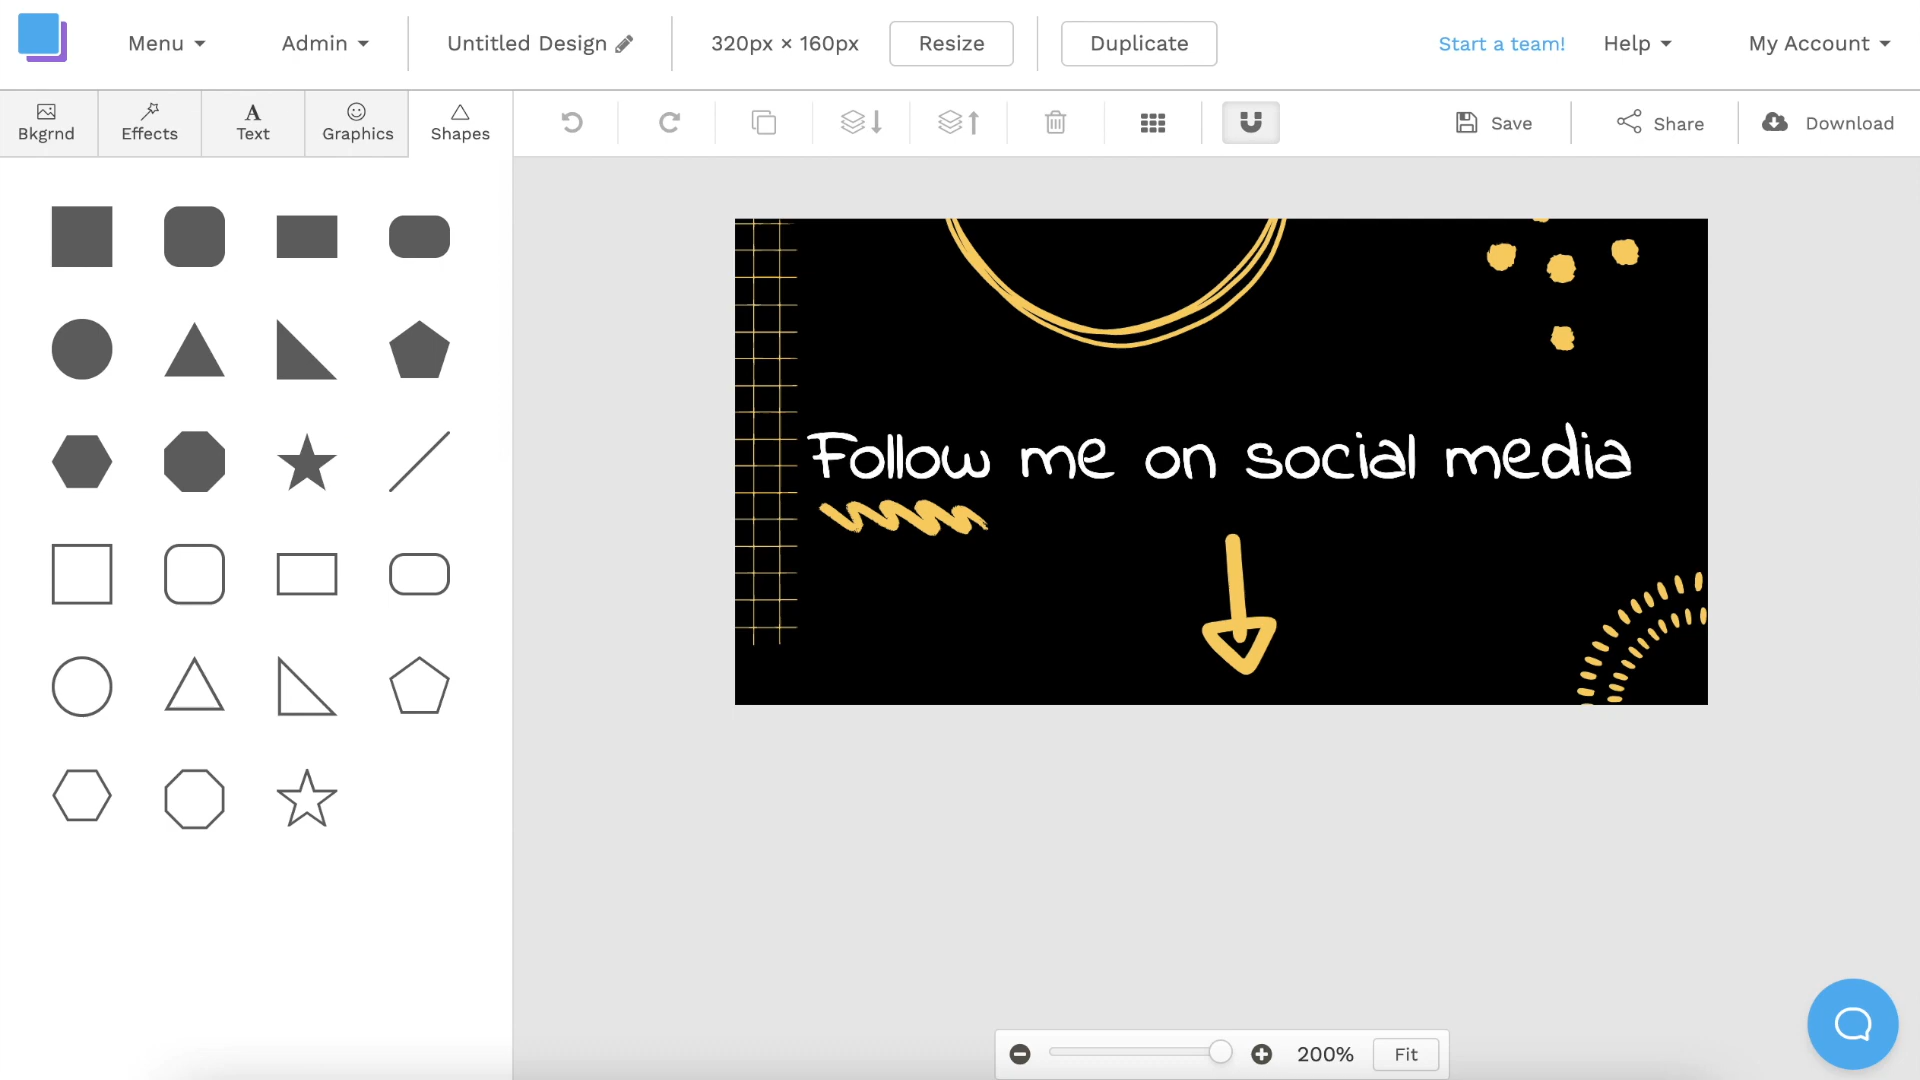 Menu Admin Untitled Design 320px × 160px Resize Duplicate Start a team! Help My Account
Bkgrnd Effects Text Graphics Shapes Save Share Download
Follow me on social media
200% Fit